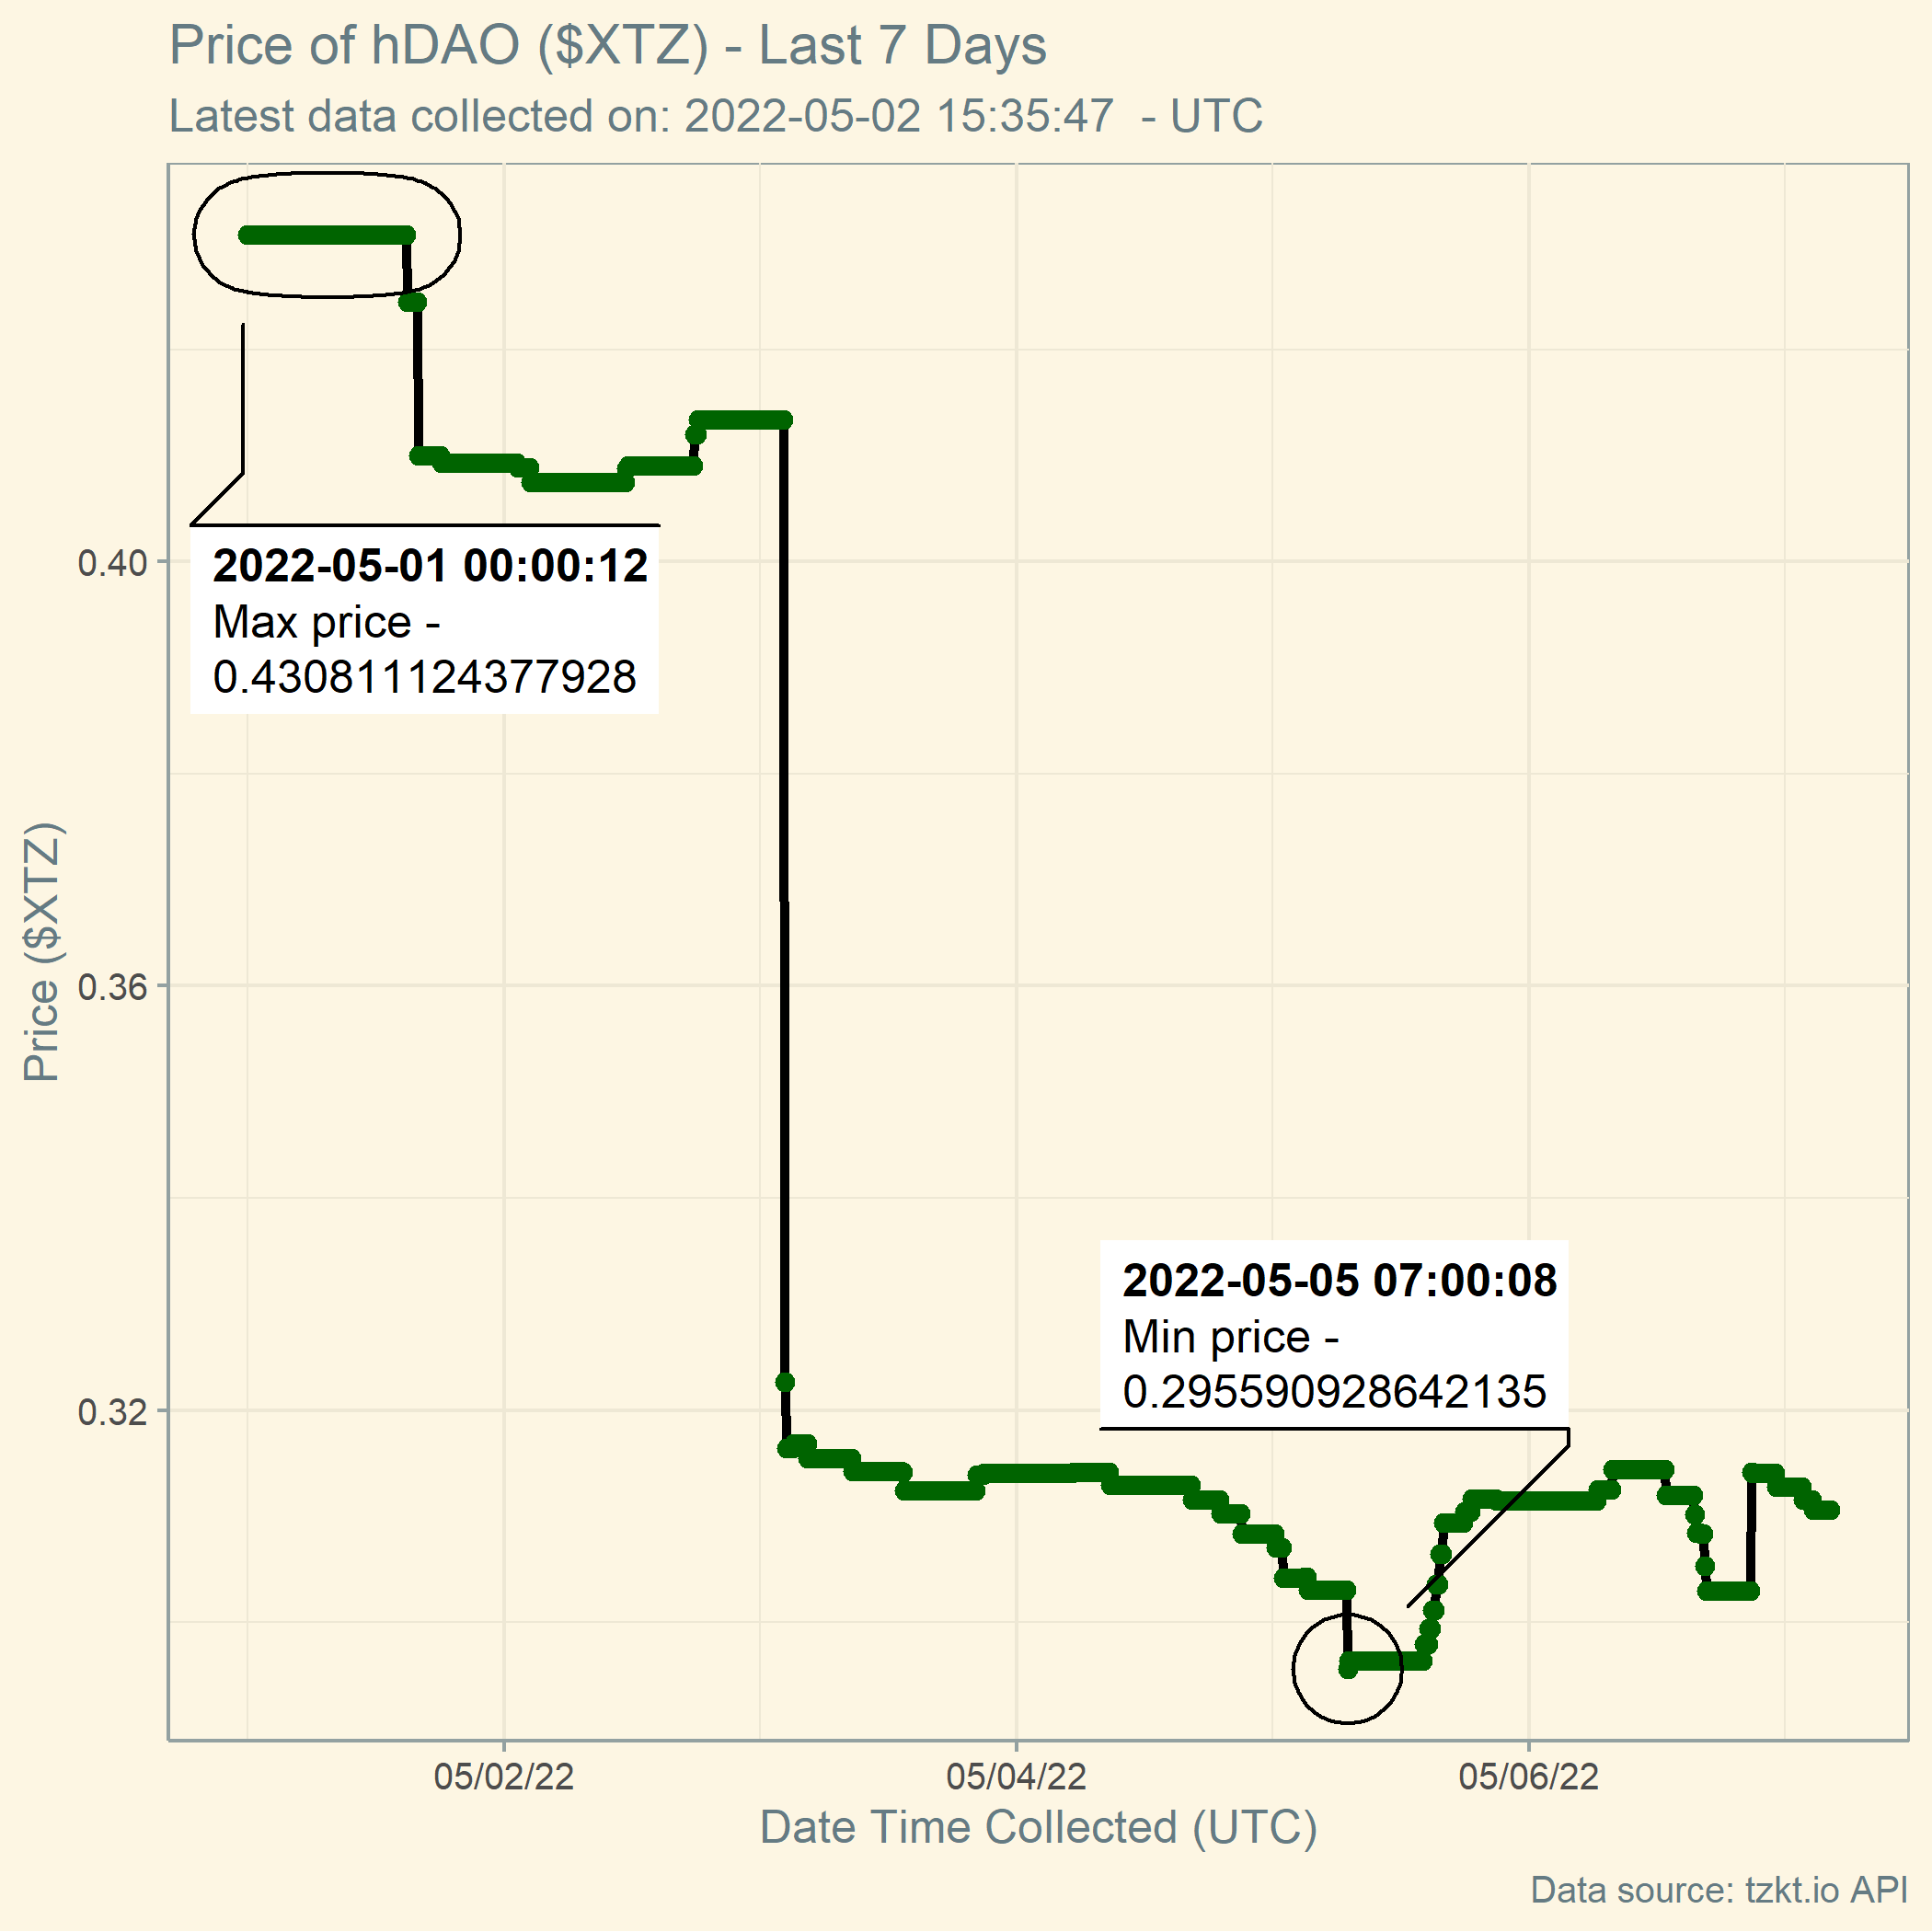 Price of hDAO ($XTZ) - Last 7 Days
Latest data collected on: 2022-05-02 15:35:47  - UTC
2022-05-01 00:00:12
Max price -
0.430811124377928
2022-05-05 07:00:08
Min price -
0.295590928642135
Price ($XTZ)
0.40
0.36
0.32
05/02/22
05/04/22
05/06/22
Date Time Collected (UTC)
Data source: tzkt.io API